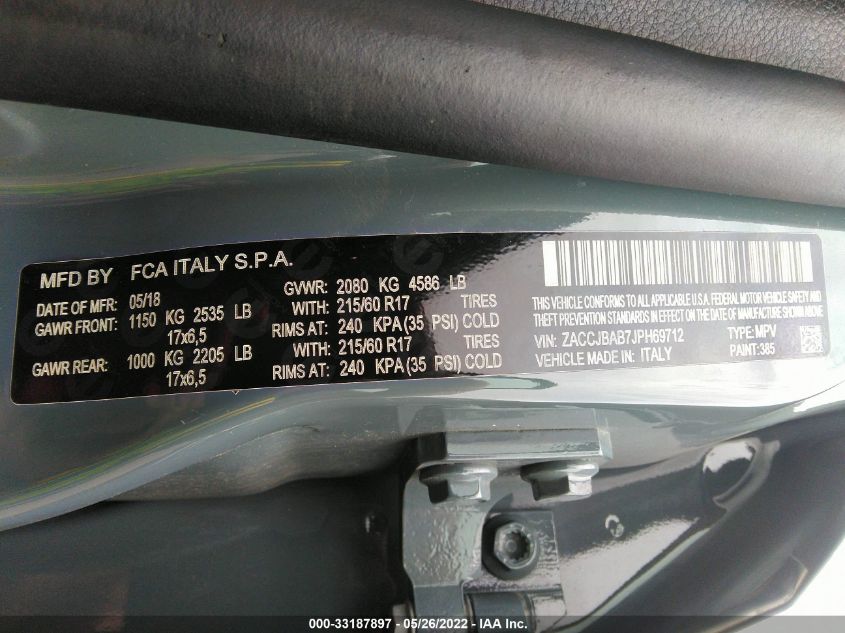 MFD BY FCA ITALY S.P.A.
DATE OF MFR: 05/18 GVWR: 2080 KG 4586 LB
GAWR FRONT: 1150 KG 2535 LB WITH: 215/60 R17 TIRES
17x6,5 RIMS AT: 240 KPA (35 PSI) COLD
GAWR REAR: 1000 KG 2205 LB WITH: 215/60 R17 TIRES
17x6,5 RIMS AT: 240 KPA (35 PSI) COLD
THIS VEHICLE CONFORMS TO ALL APPLICABLE U.S.A. FEDERAL MOTOR VEHICLE SAFETY AND
THEFT PREVENTION STANDARDS IN EFFECT ON THE DATE OF MANUFACTURE SHOWN ABOVE.
VIN: ZACCJBAB7JPH69712 TYPE: MPV
VEHICLE MADE IN: ITALY PAINT: 385
000-33187897 - 05/26/2022 - IAA Inc.